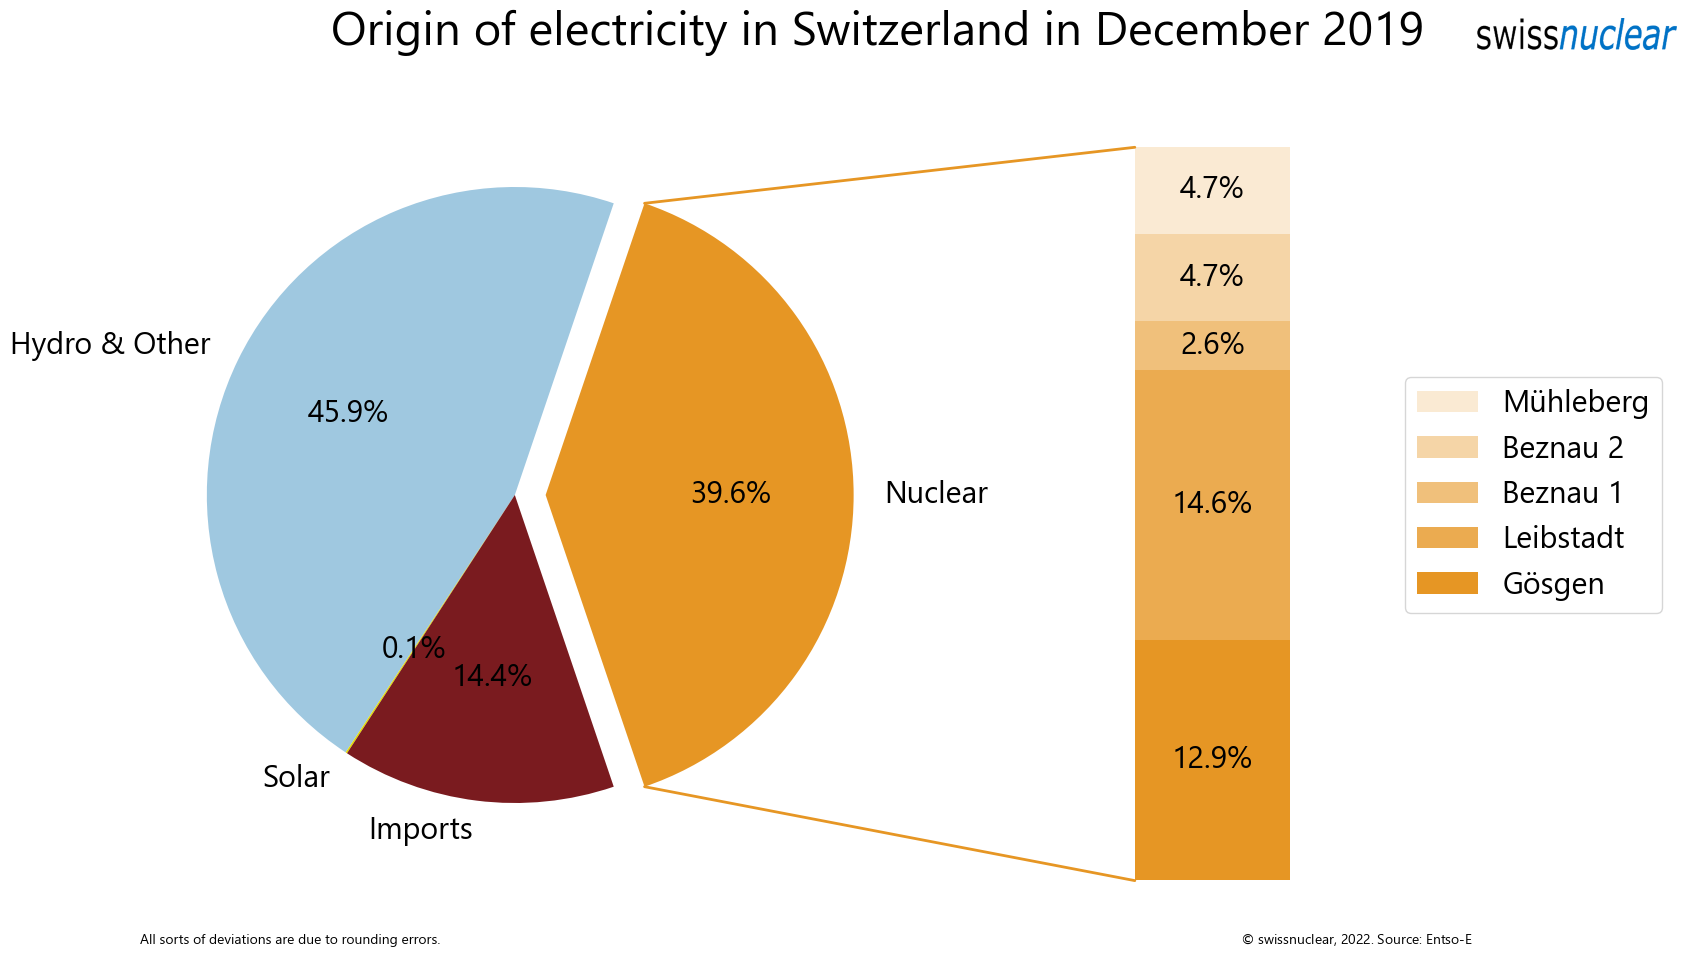 Origin of electricity in Switzerland in December 2019
swissnuclear
Hydro & Other
45.9%
39.6%
Nuclear
0.1%
14.4%
Solar
Imports
4.7%
4.7%
2.6%
14.6%
12.9%
Mühleberg
Beznau 2
Beznau 1
Leibstadt
Gösgen
All sorts of deviations are due to rounding errors.
© swissnuclear, 2022. Source: Entso-E